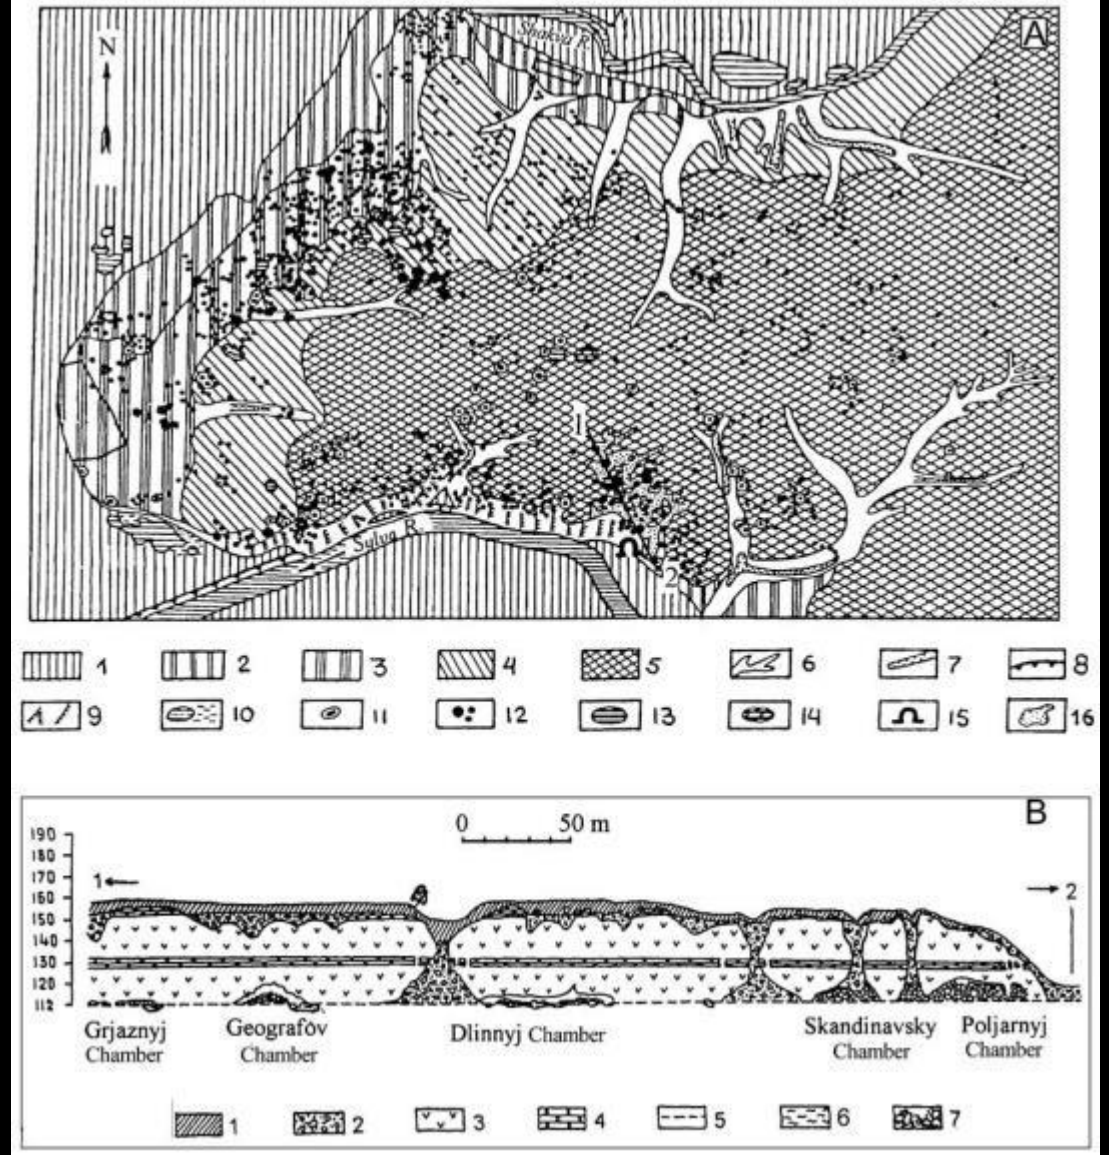 A
N
Shakva R.
1
Sylva R.
2
1 2 3 4 5 6 7 8
9 10 11 12 13 14 15 16
B
0 50 m
190
180
170
160
150
140
130
120
112
1
2
Grjaznyj Chamber
Geografov Chamber
Dlinnyj Chamber
Skandinavsky Chamber
Poljarnyj Chamber
1 2 3 4 5 6 7